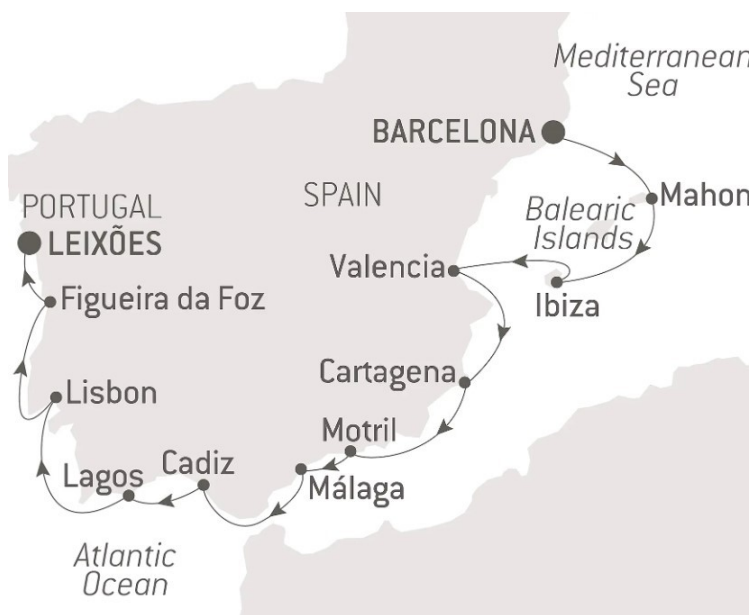 Mediterranean
Sea
BARCELONA
SPAIN
Mahon
PORTUGAL
Balearic
Islands
LEIXÕES
Valencia
Figueira da Foz
Ibiza
Cartagena
Lisbon
Motril
Lagos
Cadiz
Málaga
Atlantic
Ocean